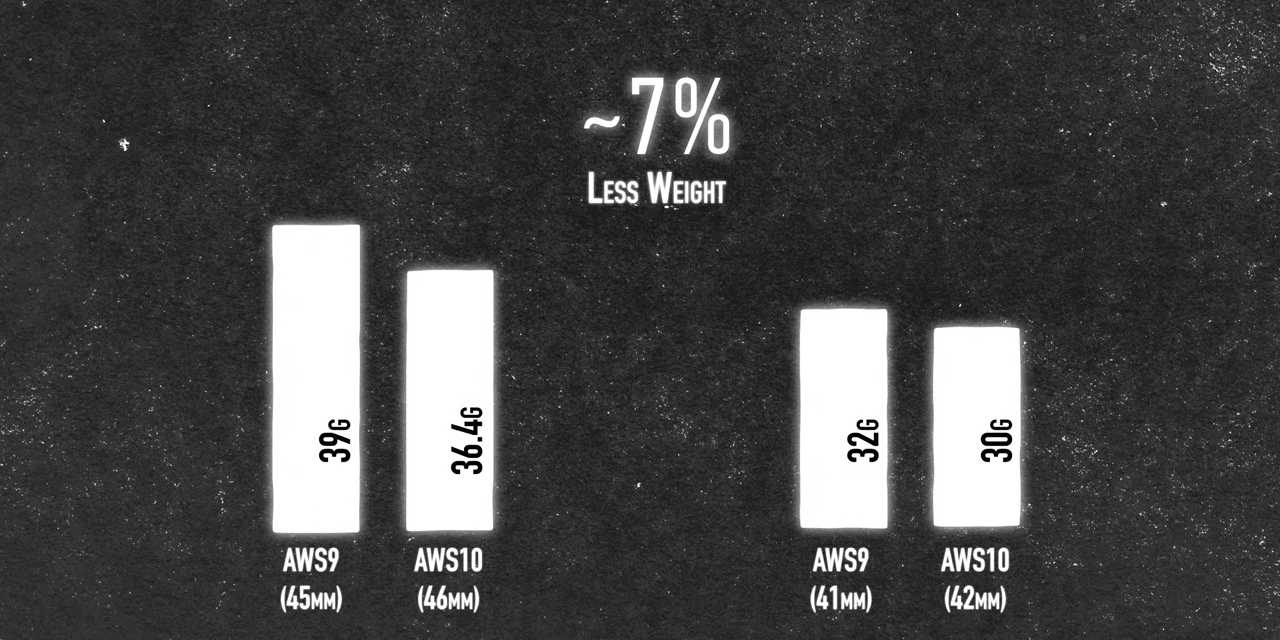 ~7%
Less Weight
39g
36.4g
32g
30g
AWS9
(45mm)
AWS10
(46mm)
AWS9
(41mm)
AWS10
(42mm)